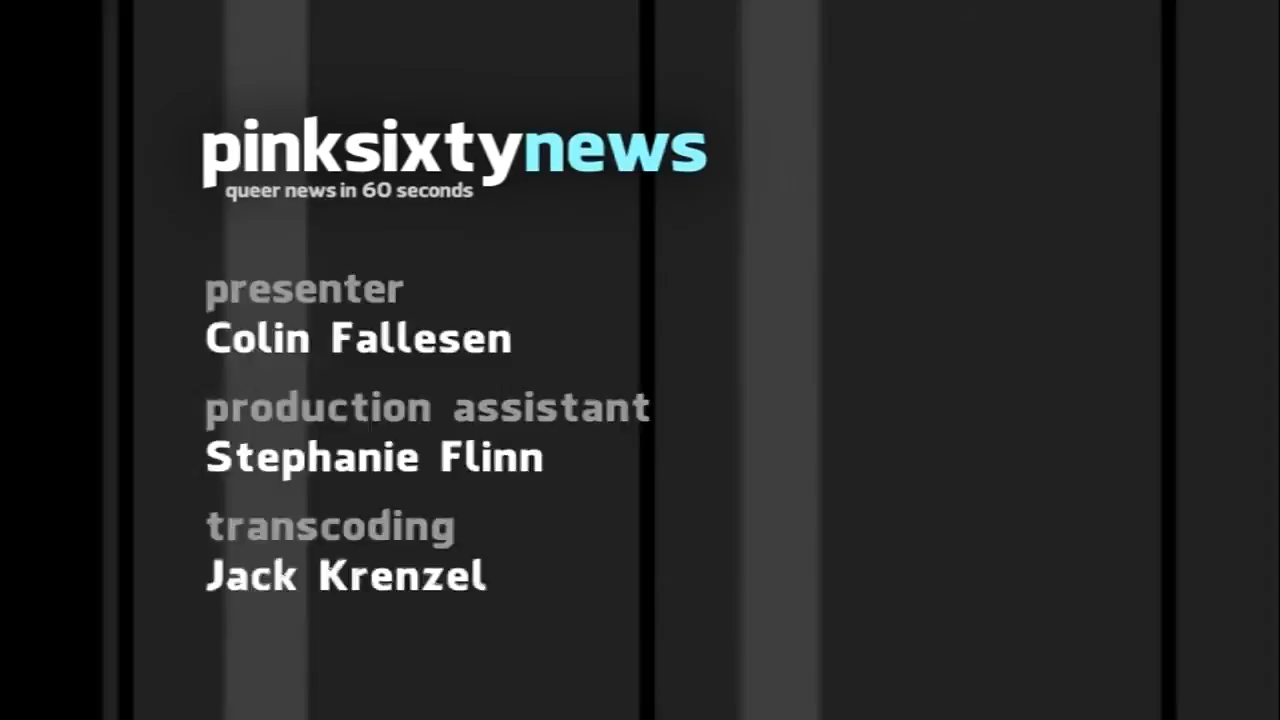 pinksixtynews
queer news in 60 seconds
presenter
Colin Fallesen
production assistant
Stephanie Flinn
transcoding
Jack Krenzel